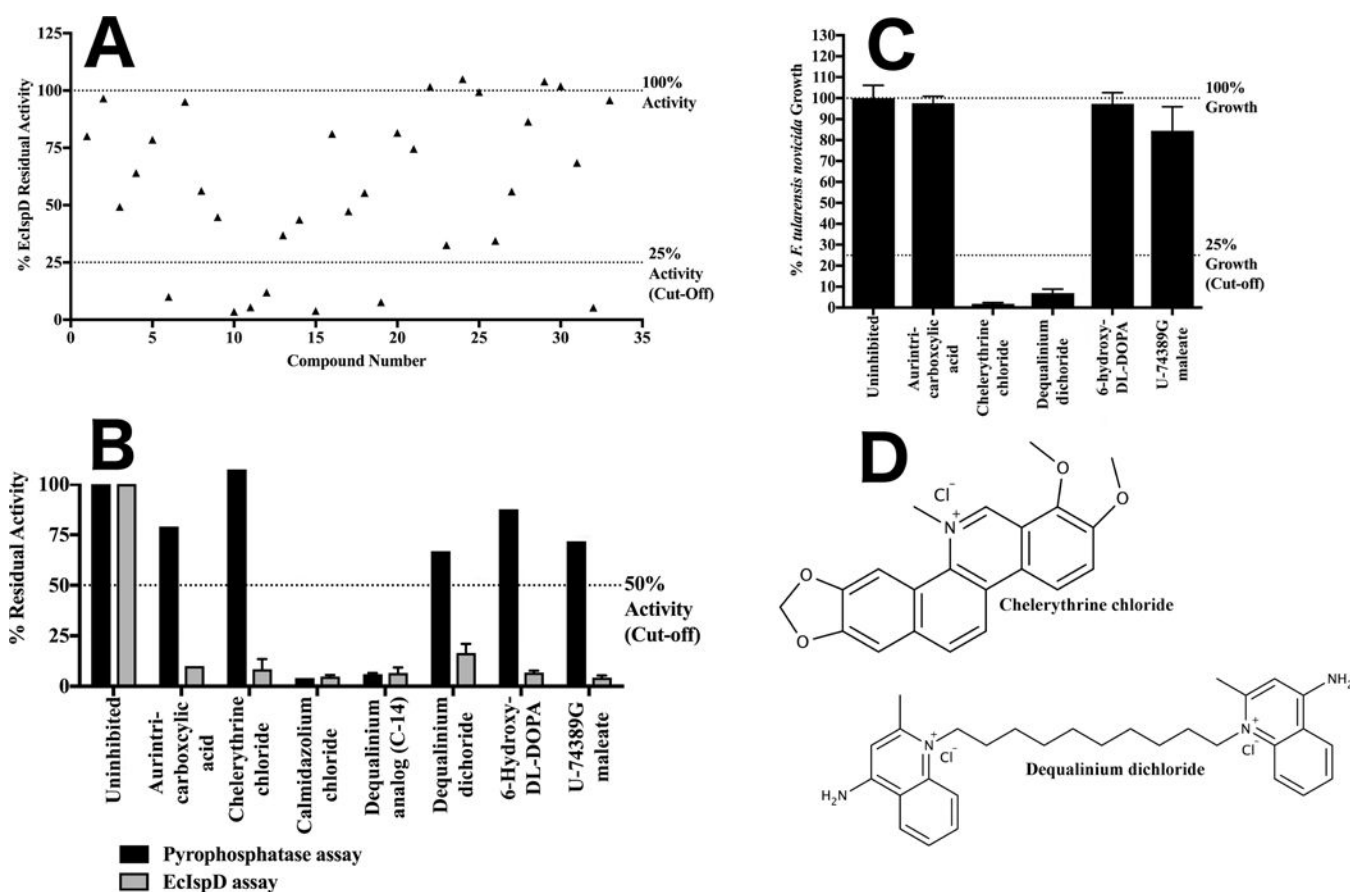 A
% EcIspD Residual Activity
125
100
75
50
25
0
0 5 10 15 20 25 30 35
Compound Number
100%
Activity
25%
Activity
(Cut-Off)
B
% Residual Activity
100
75
50
25
0
50%
Activity
(Cut-off)
Uninhibited
Aurintri-
carboxcylic
acid
Chelerythrine
chloride
Calmidazolium
chloride
Dequalinium
analog (C-14)
Dequalinium
dichoride
6-Hydroxy-
DL-DOPA
U-74389G
maleate
Pyrophosphatase assay
EcIspD assay
C
% F. tularensis novicida Growth
130
120
110
100
90
80
70
60
50
40
30
20
10
0
100%
Growth
25%
Growth
(Cut-off)
Uninhibited
Aurintri-
carboxcylic
acid
Chelerythrine
chloride
Dequalinium
dichoride
6-hydroxy-
DL-DOPA
U-74389G
maleate
D
Cl⁻
N⁺
O
O
O
O
Chelerythrine chloride
NH₂
N⁺
Cl⁻
N⁺
Cl⁻
H₂N
Dequalinium dichloride